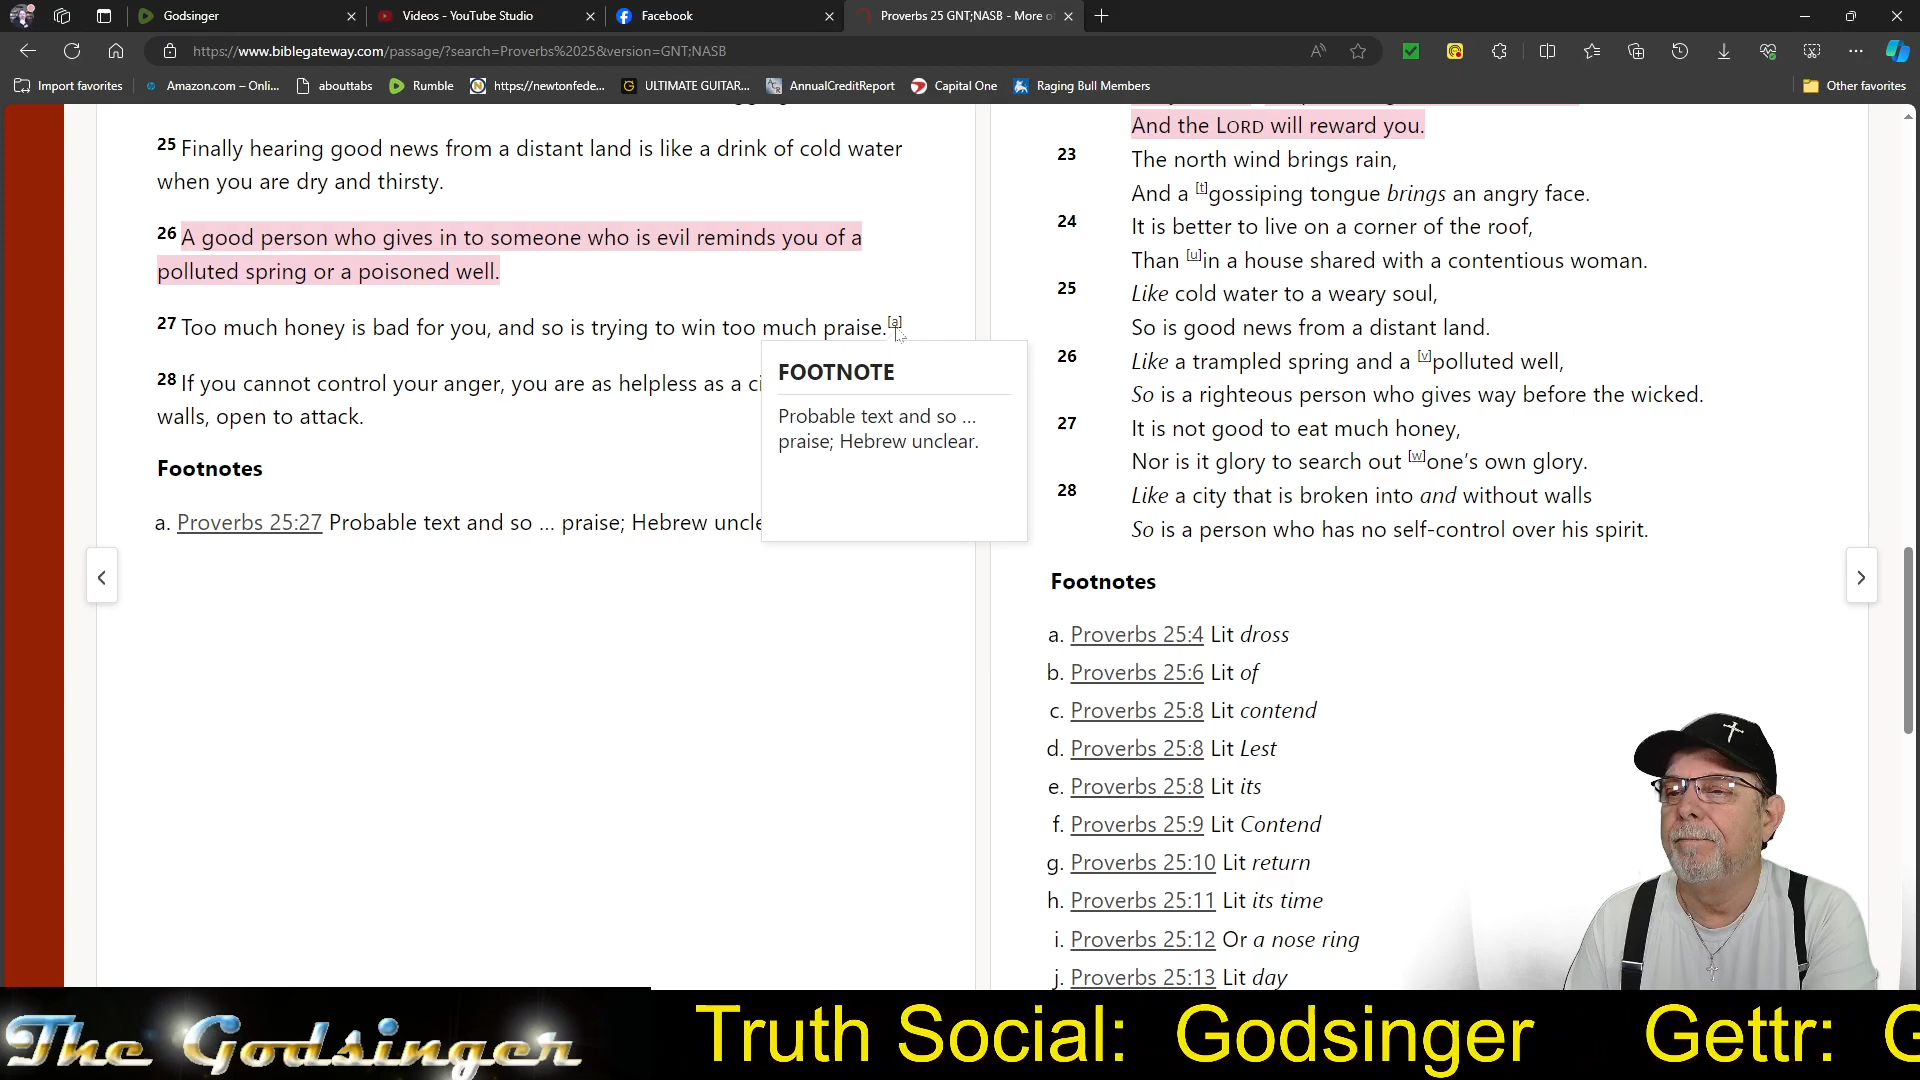 Godsinger
Videos - YouTube Studio
Facebook
Proverbs 25 GNT;NASB - More o
https://www.biblegateway.com/passage/?search=Proverbs%2025&version=GNT;NASB
Import favorites
Amazon.com – Onli...
abouttabs
Rumble
https://newtonfede...
ULTIMATE GUITAR...
AnnualCreditReport
Capital One
Raging Bull Members
Other favorites
25 Finally hearing good news from a distant land is like a drink of cold water
when you are dry and thirsty.
26 A good person who gives in to someone who is evil reminds you of a
polluted spring or a poisoned well.
27 Too much honey is bad for you, and so is trying to win too much praise.[a]
28 If you cannot control your anger, you are as helpless as a ci
walls, open to attack.
FOOTNOTE
Probable text and so ...
praise; Hebrew unclear.
Footnotes
a. Proverbs 25:27 Probable text and so ... praise; Hebrew uncle
And the LORD will reward you.
23 The north wind brings rain,
And a [t]gossiping tongue brings an angry face.
24 It is better to live on a corner of the roof,
Than [u]in a house shared with a contentious woman.
25 Like cold water to a weary soul,
So is good news from a distant land.
26 Like a trampled spring and a [v]polluted well,
So is a righteous person who gives way before the wicked.
27 It is not good to eat much honey,
Nor is it glory to search out [w]one's own glory.
28 Like a city that is broken into and without walls
So is a person who has no self-control over his spirit.
Footnotes
a. Proverbs 25:4 Lit dross
b. Proverbs 25:6 Lit of
c. Proverbs 25:8 Lit contend
d. Proverbs 25:8 Lit Lest
e. Proverbs 25:8 Lit its
f. Proverbs 25:9 Lit Contend
g. Proverbs 25:10 Lit return
h. Proverbs 25:11 Lit its time
i. Proverbs 25:12 Or a nose ring
j. Proverbs 25:13 Lit day
The Godsinger
Truth Social: Godsinger Gettr: G